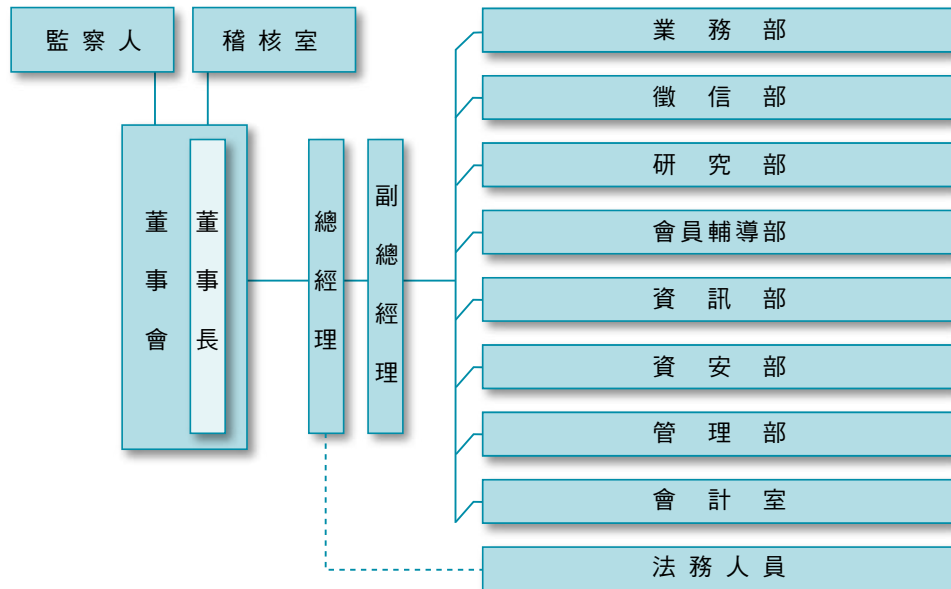 監察人
稽核室
董事會
董事長
總經理
副總經理
業務部
徵信部
研究部
會員輔導部
資訊部
資安部
管理部
會計室
法務人員